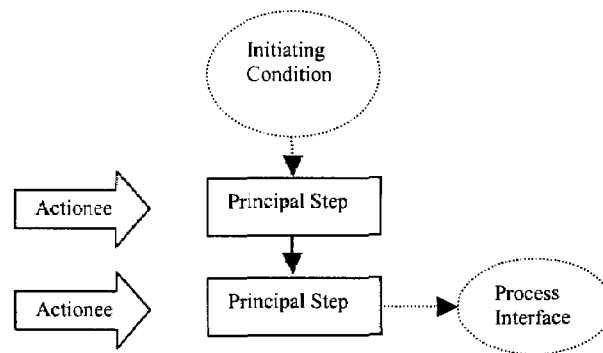 Initiating
Condition
Actionee
Principal Step
Actionee
Principal Step
Process
Interface